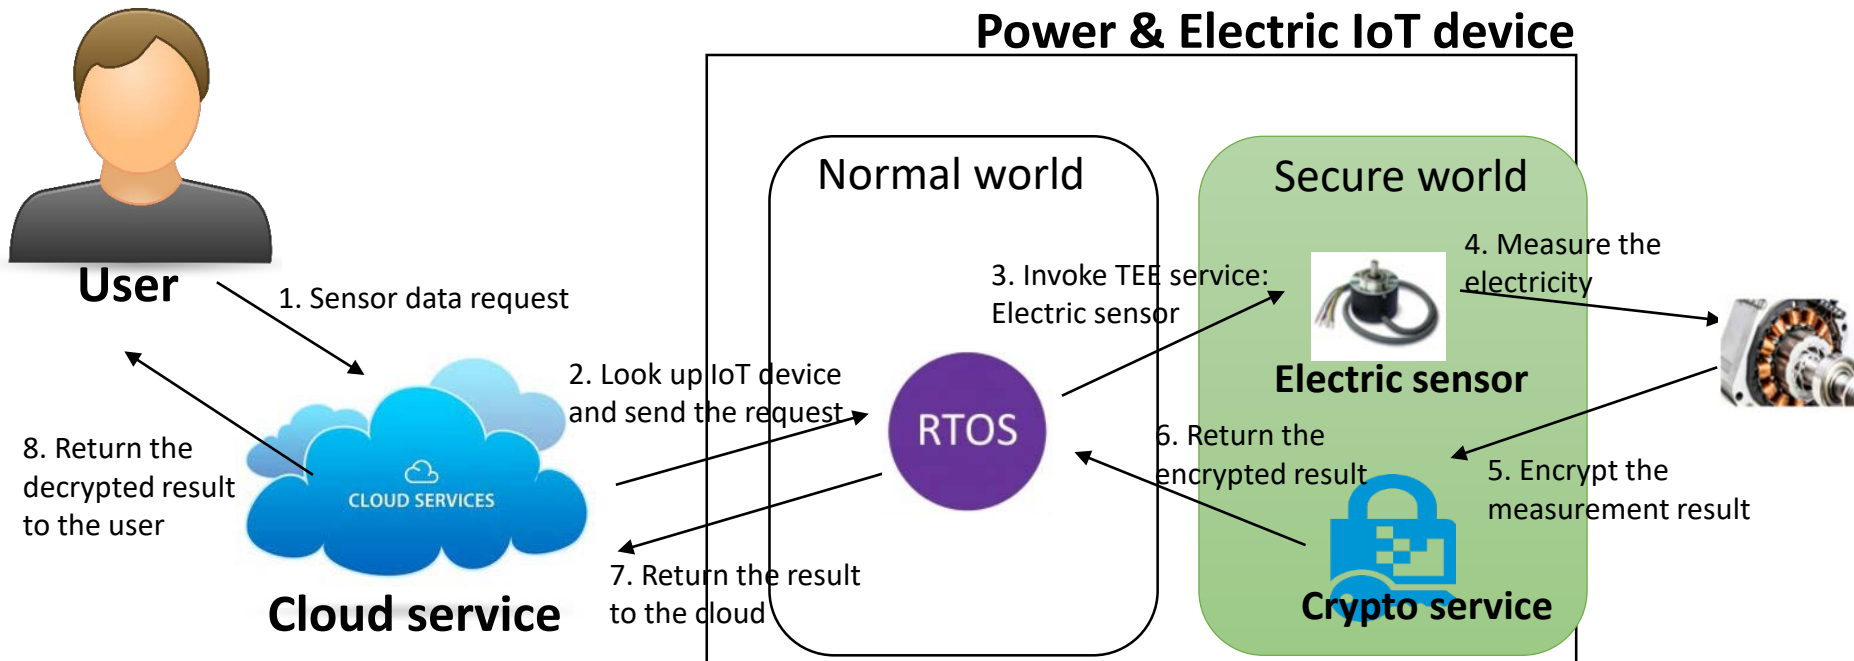 Power & Electric IoT device
Normal world
Secure world
User
1. Sensor data request
2. Look up IoT device
and send the request
3. Invoke TEE service:
Electric sensor
4. Measure the
electricity
Electric sensor
RTOS
5. Encrypt the
measurement result
6. Return the
encrypted result
Crypto service
7. Return the result
to the cloud
8. Return the
decrypted result
to the user
CLOUD SERVICES
Cloud service